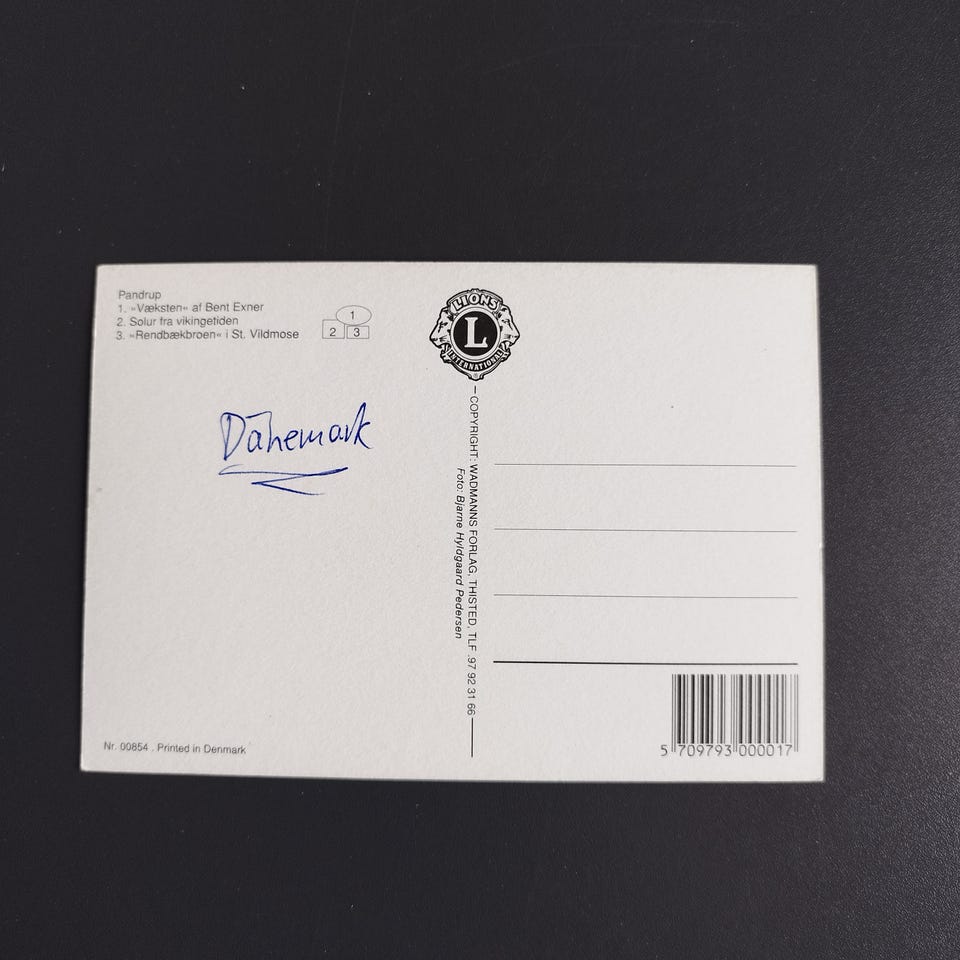 Pandrup
1. »Væksten« af Bent Exner
2. Solur fra vikingetiden
3. »Rendbækbroen« i St. Vildmose
1
2 3
Dänemark
LIONS
L
INTERNATIONAL
®
COPYRIGHT: WADMANNS FORLAG, THISTED, TLF .97 92 31 66
Foto: Bjarne Hyldgaard Pedersen
Nr. 00854 . Printed in Denmark
5 709793 000017